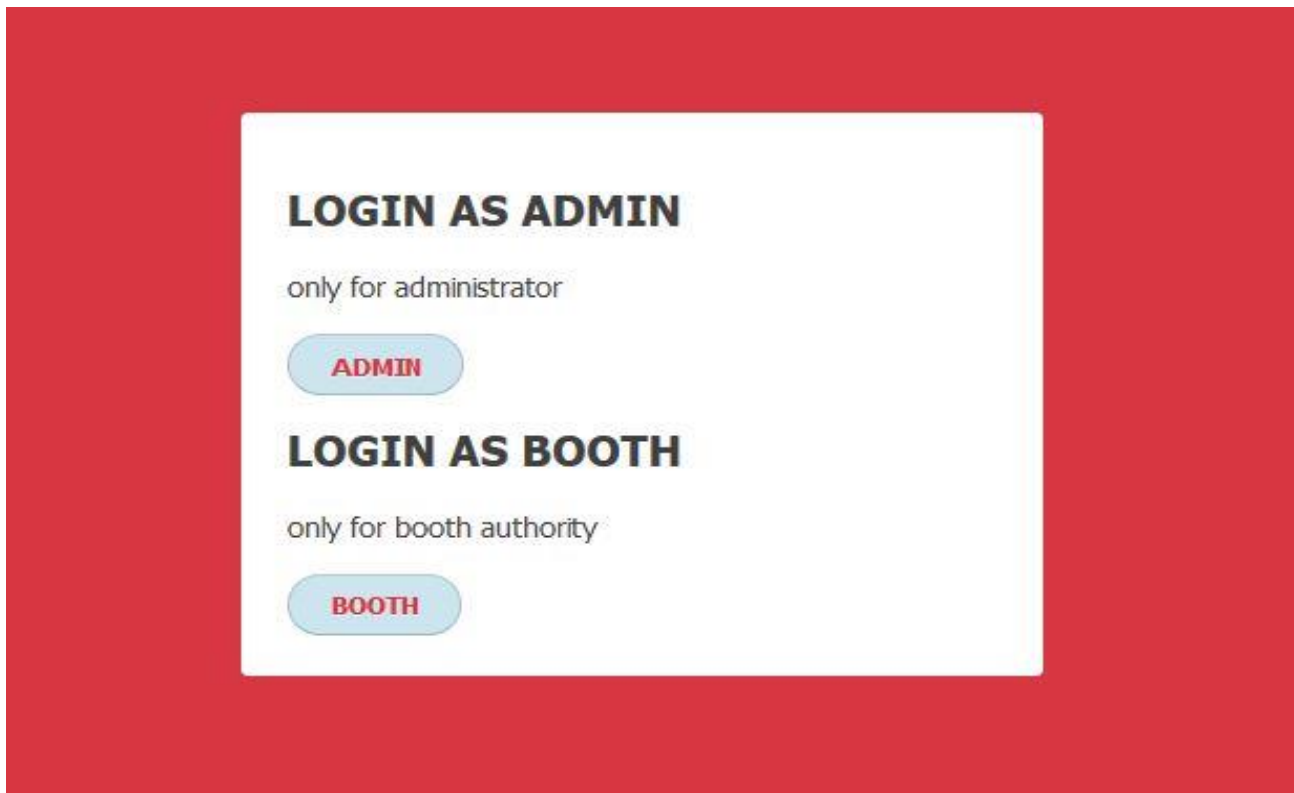 LOGIN AS ADMIN
only for administrator
ADMIN
LOGIN AS BOOTH
only for booth authority
BOOTH